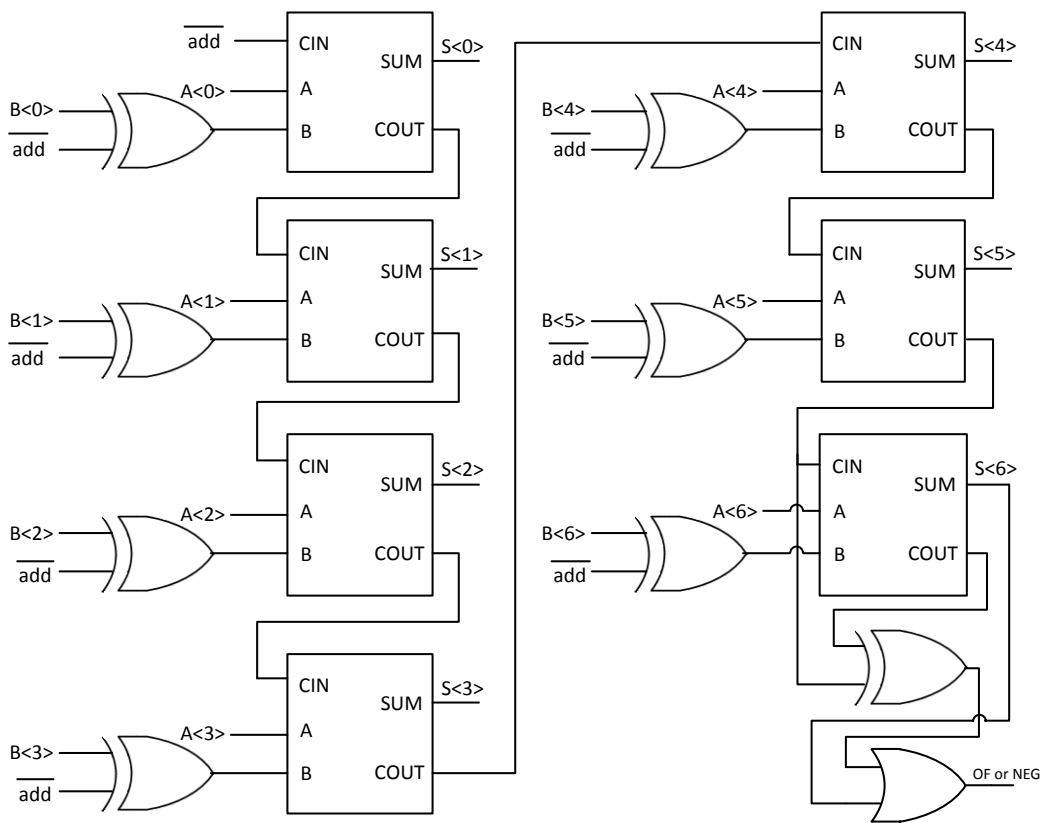 add
CIN
SUM
S<0>
A<0>
A
B<0>
add
B
COUT
CIN
SUM
S<1>
A<1>
A
B<1>
add
B
COUT
CIN
SUM
S<2>
A<2>
A
B<2>
add
B
COUT
CIN
SUM
S<3>
A<3>
A
B<3>
add
B
COUT
CIN
SUM
S<4>
A<4>
A
B<4>
add
B
COUT
CIN
SUM
S<5>
A<5>
A
B<5>
add
B
COUT
CIN
SUM
S<6>
A<6>
A
B<6>
add
B
COUT
OF or NEG